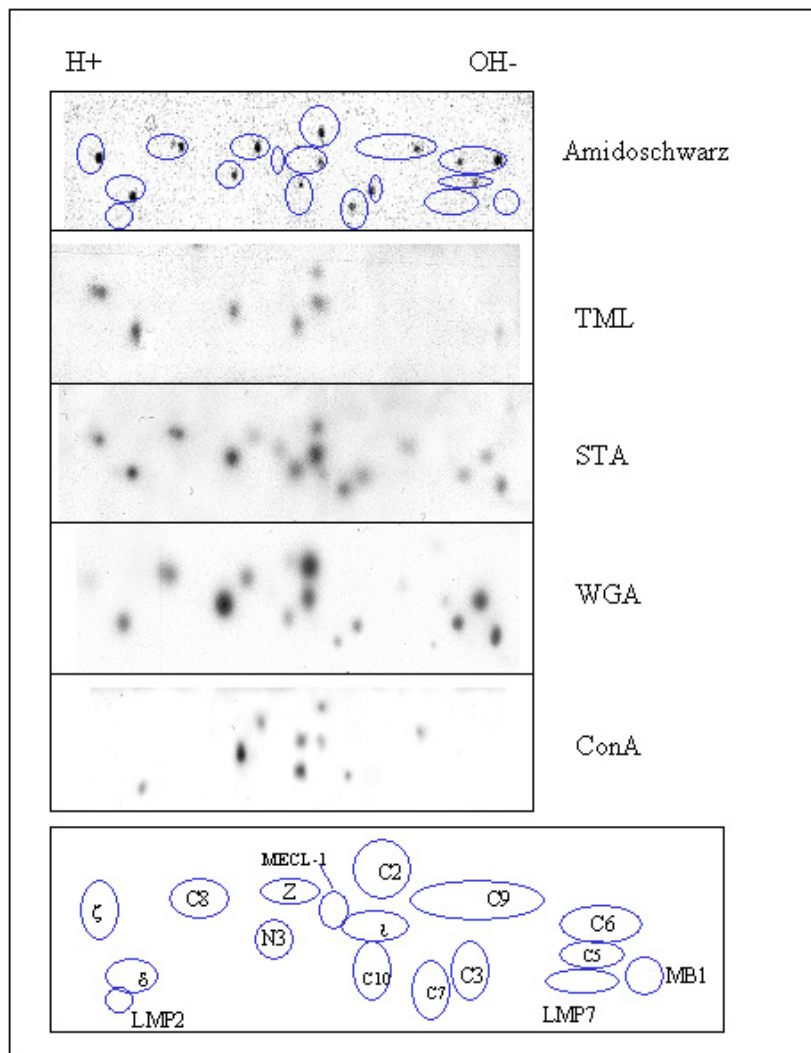 H+ OH-
Amidoschwarz
TML
STA
WGA
ConA
MECL-1
C2
ζ C8 Z C9
N3 ι C6
δ C10 C7 C3 C5 MB1
LMP2 LMP7